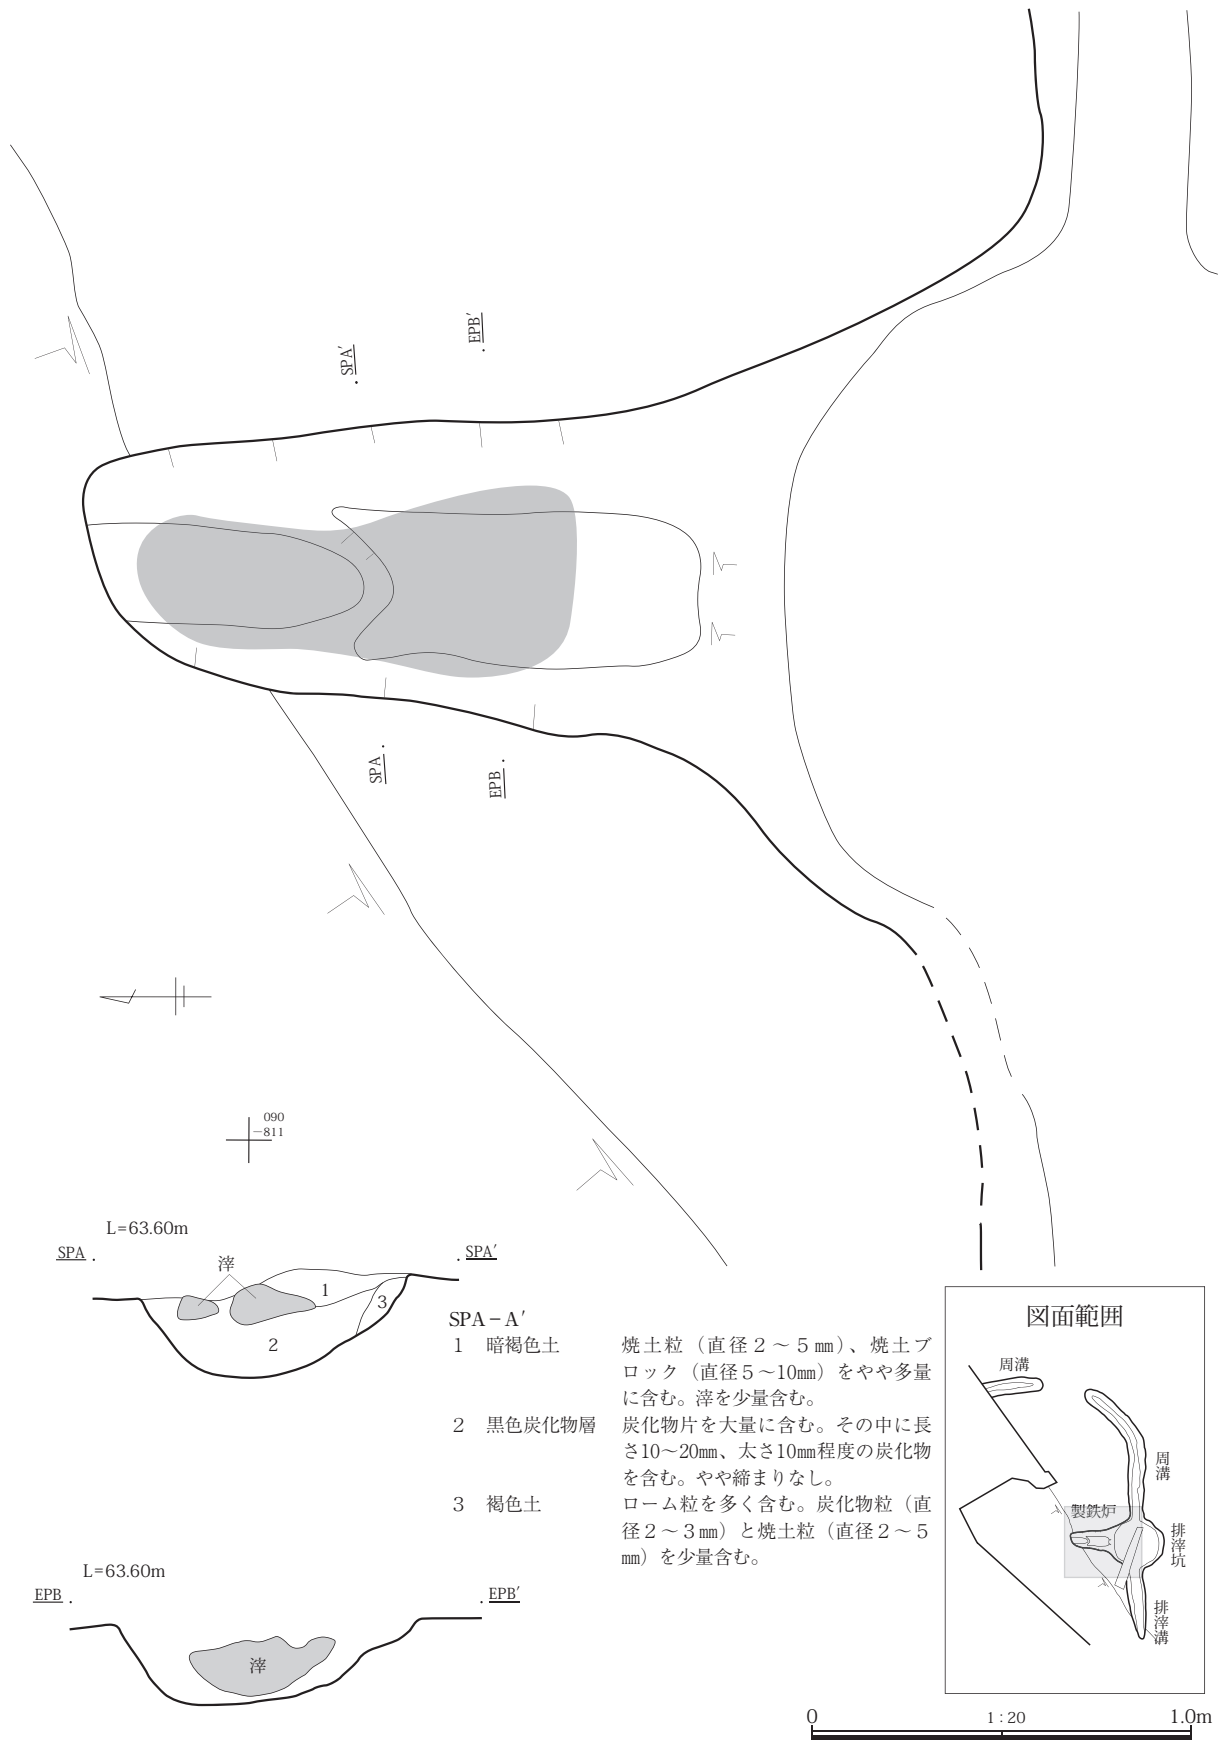 EPB′
SPA′
SPA
EPB
090
−811
L=63.60m
SPA
SPA′
滓
1
3
2
SPA−A′
1 暗褐色土 焼土粒（直径２～５㎜）、焼土ブ
ロック（直径５～10㎜）をやや多量
に含む。滓を少量含む。
2 黒色炭化物層 炭化物片を大量に含む。その中に長
さ10～20㎜、太さ10㎜程度の炭化物
を含む。やや締まりなし。
3 褐色土 ローム粒を多く含む。炭化物粒（直
径２～３㎜）と焼土粒（直径２～５
㎜）を少量含む。
L=63.60m
EPB
EPB′
滓
図面範囲
周溝
周溝
製鉄炉
排滓坑
排滓溝
0
1：20
1.0m